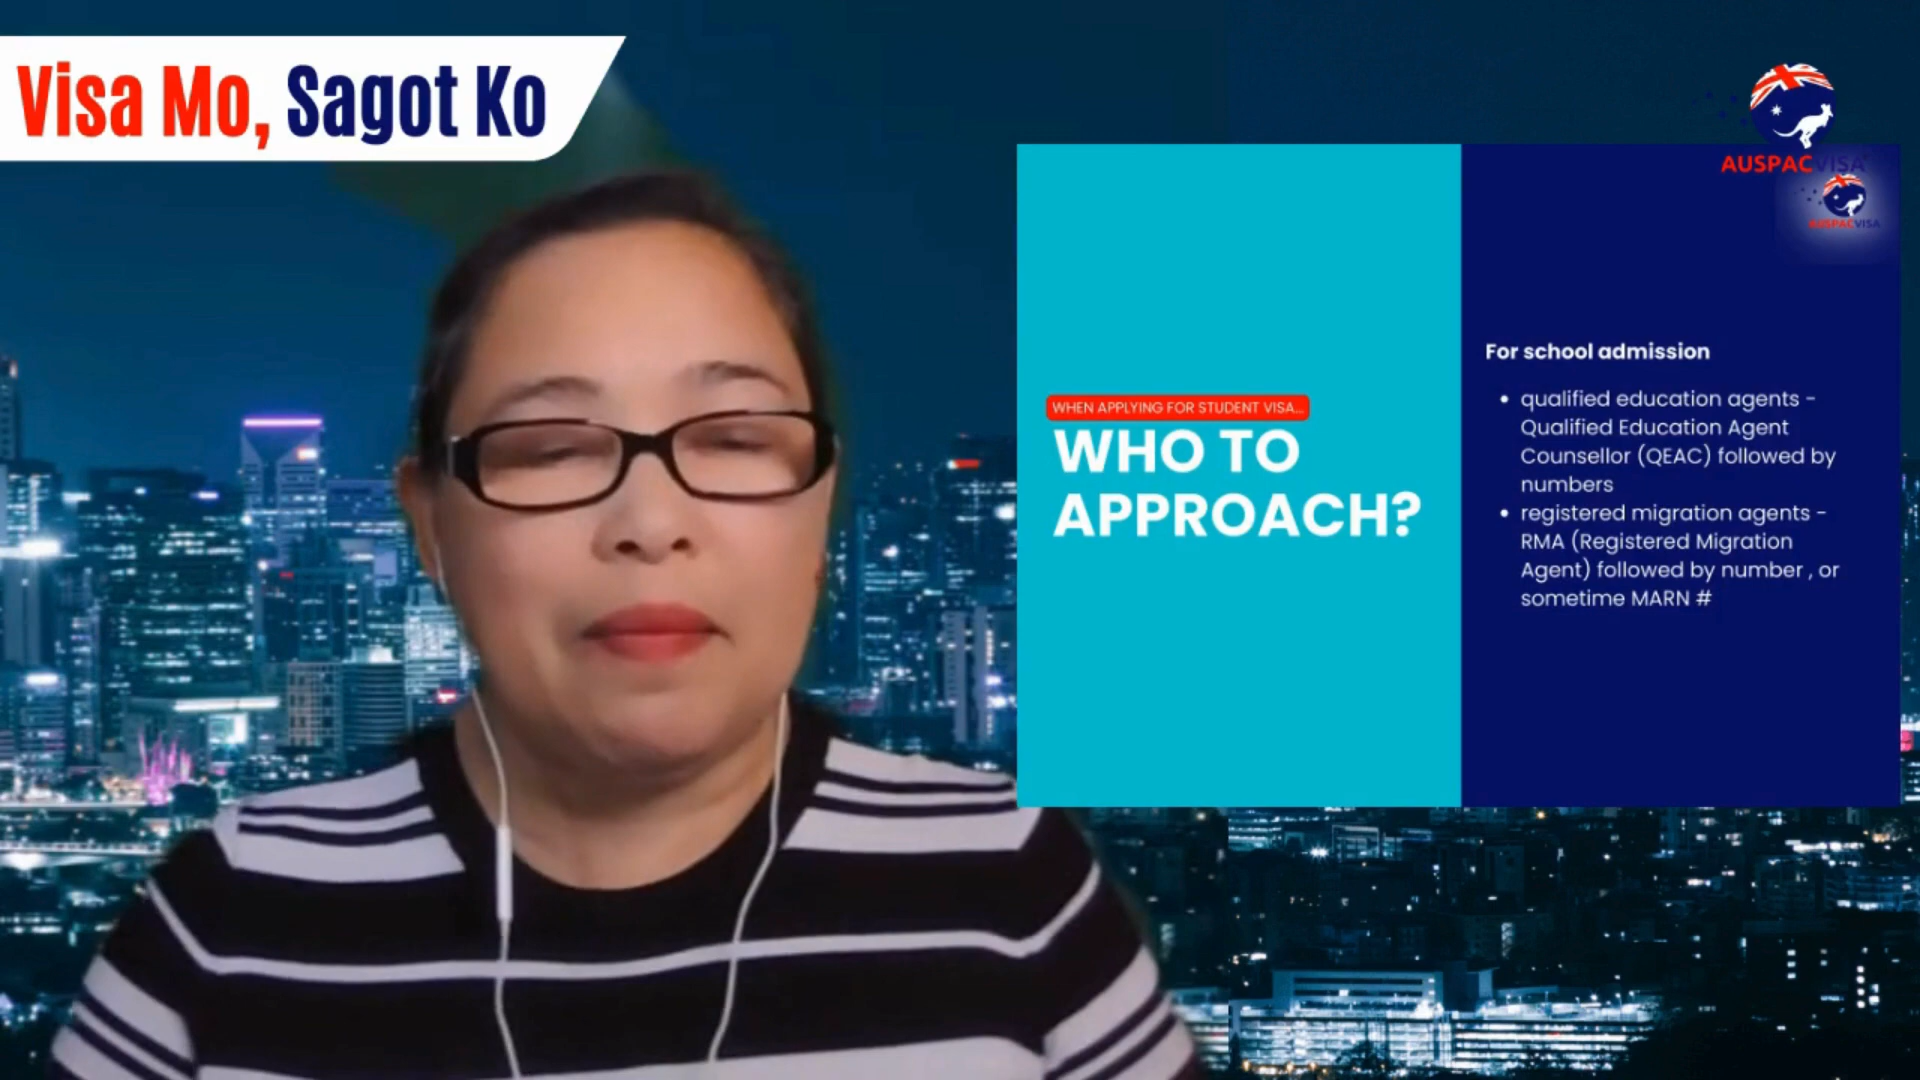 Visa Mo, Sagot Ko
AUSPACVISA
AUSPACVISA
WHEN APPLYING FOR STUDENT VISA...
WHO TO
APPROACH?
For school admission
• qualified education agents -
Qualified Education Agent
Counsellor (QEAC) followed by
numbers
• registered migration agents -
RMA (Registered Migration
Agent) followed by number , or
sometime MARN #